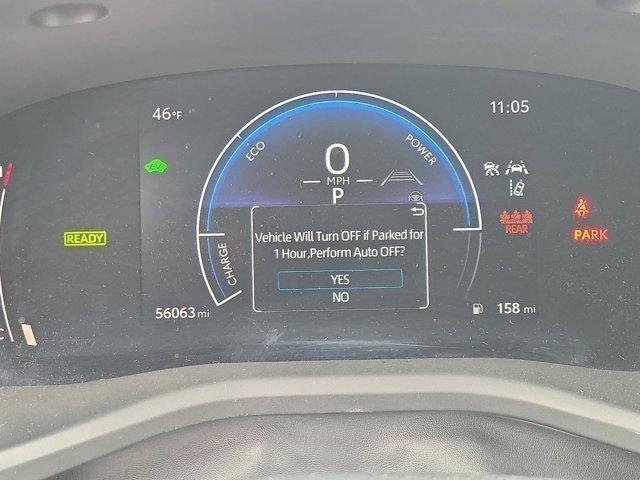 46°F
11:05
ECO
POWER
0
MPH
P
EV
READY
Vehicle Will Turn OFF if Parked for
1 Hour,Perform Auto OFF?
YES
NO
CHARGE
REAR
PARK
56063 mi
158 mi
C